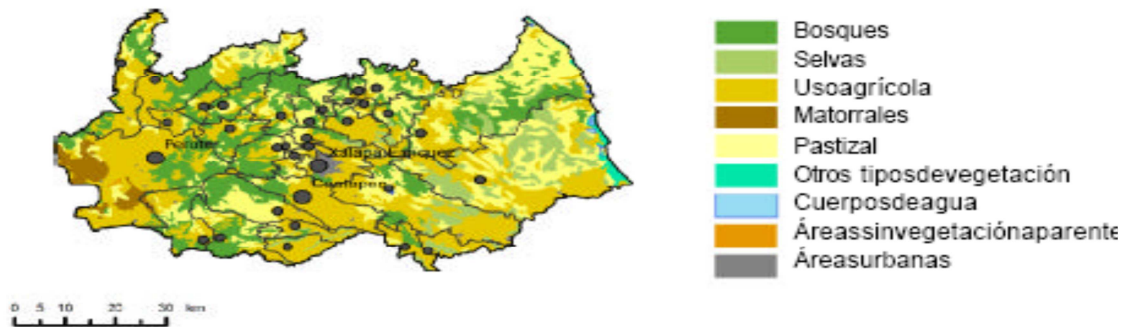 Perote
Xalapa-Enríquez
Coatepec
Bosques
Selvas
Usoagrícola
Matorrales
Pastizal
Otros tiposdevegetación
Cuerposdeagua
Áreassinvegetaciónaparente
Áreasurbanas
0 5 10 20 30 km